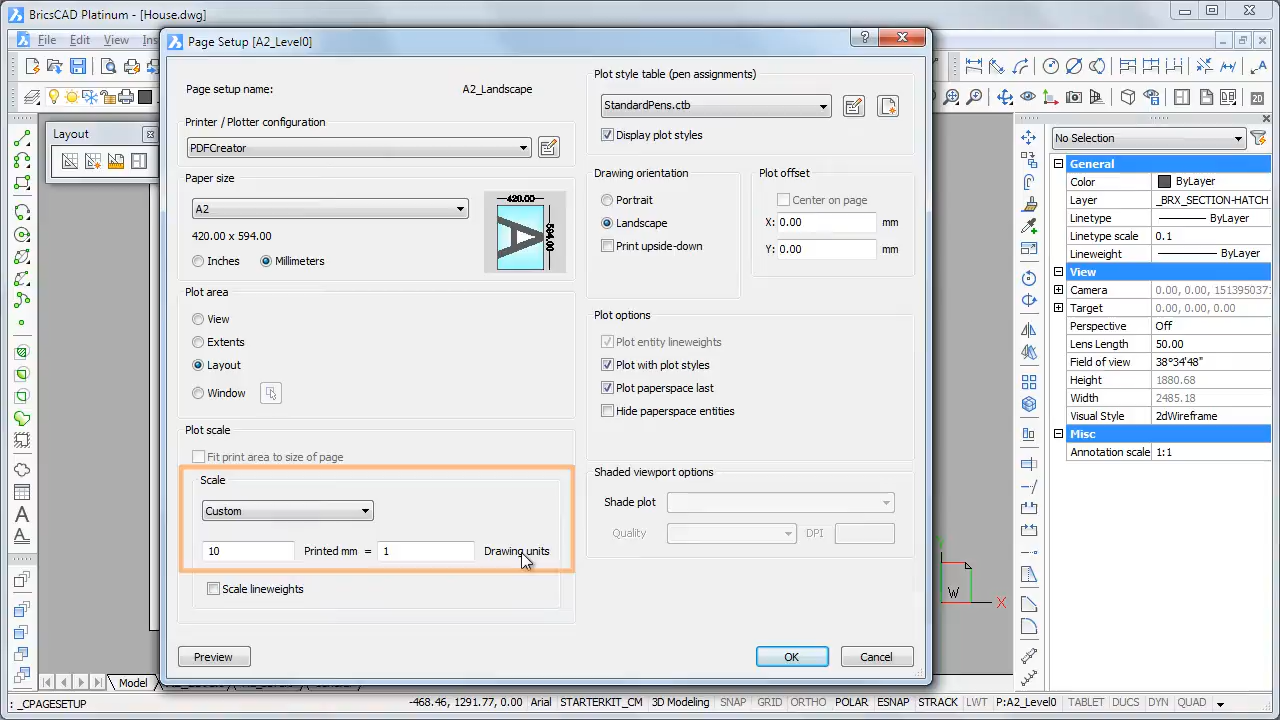 BricsCAD Platinum - [House.dwg]
File Edit View Ins
Layout
Page Setup [A2_Level0]
Page setup name: A2_Landscape
Printer / Plotter configuration
PDFCreator
Paper size
A2
420.00 x 594.00
420.00
594.00
A
Inches Millimeters
Plot area
View
Extents
Layout
Window
Plot scale
Fit print area to size of page
Scale
Custom
10 Printed mm = 1 Drawing units
Scale lineweights
Preview
Plot style table (pen assignments)
StandardPens.ctb
Display plot styles
Drawing orientation
Portrait
Landscape
Print upside-down
Plot offset
Center on page
X: 0.00 mm
Y: 0.00 mm
Plot options
Plot entity lineweights
Plot with plot styles
Plot paperspace last
Hide paperspace entities
Shaded viewport options
Shade plot
Quality DPI
OK Cancel
No Selection
General
Color ByLayer
Layer _BRX_SECTION-HATCH
Linetype ByLayer
Linetype scale 0.1
Lineweight ByLayer
View
Camera 0.00, 0.00, 1513950371
Target 0.00, 0.00, 0.00
Perspective Off
Lens Length 50.00
Field of view 38°34'48"
Height 1880.68
Width 2485.18
Visual Style 2dWireframe
Misc
Annotation scale 1:1
W X
Model
: _CPAGESETUP
-468.46, 1291.77, 0.00 Arial STARTERKIT_CM 3D Modeling SNAP GRID ORTHO POLAR ESNAP STRACK LWT P:A2_Level0 TABLET DUCS DYN QUAD